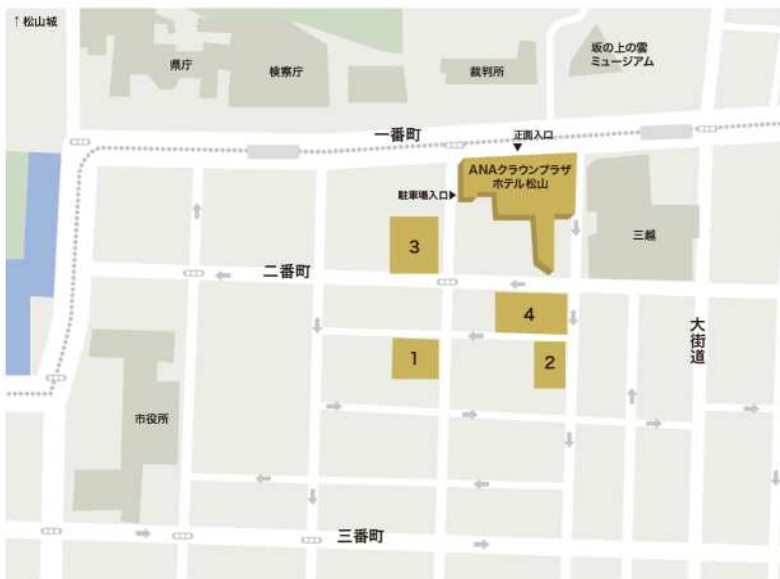 ↑松山城
県庁
検察庁
裁判所
坂の上の雲
ミュージアム
一番町
正面入口
▼
ANAクラウンプラザ
ホテル松山
駐車場入口▶
三越
3
二番町
4
大街道
1
2
市役所
三番町